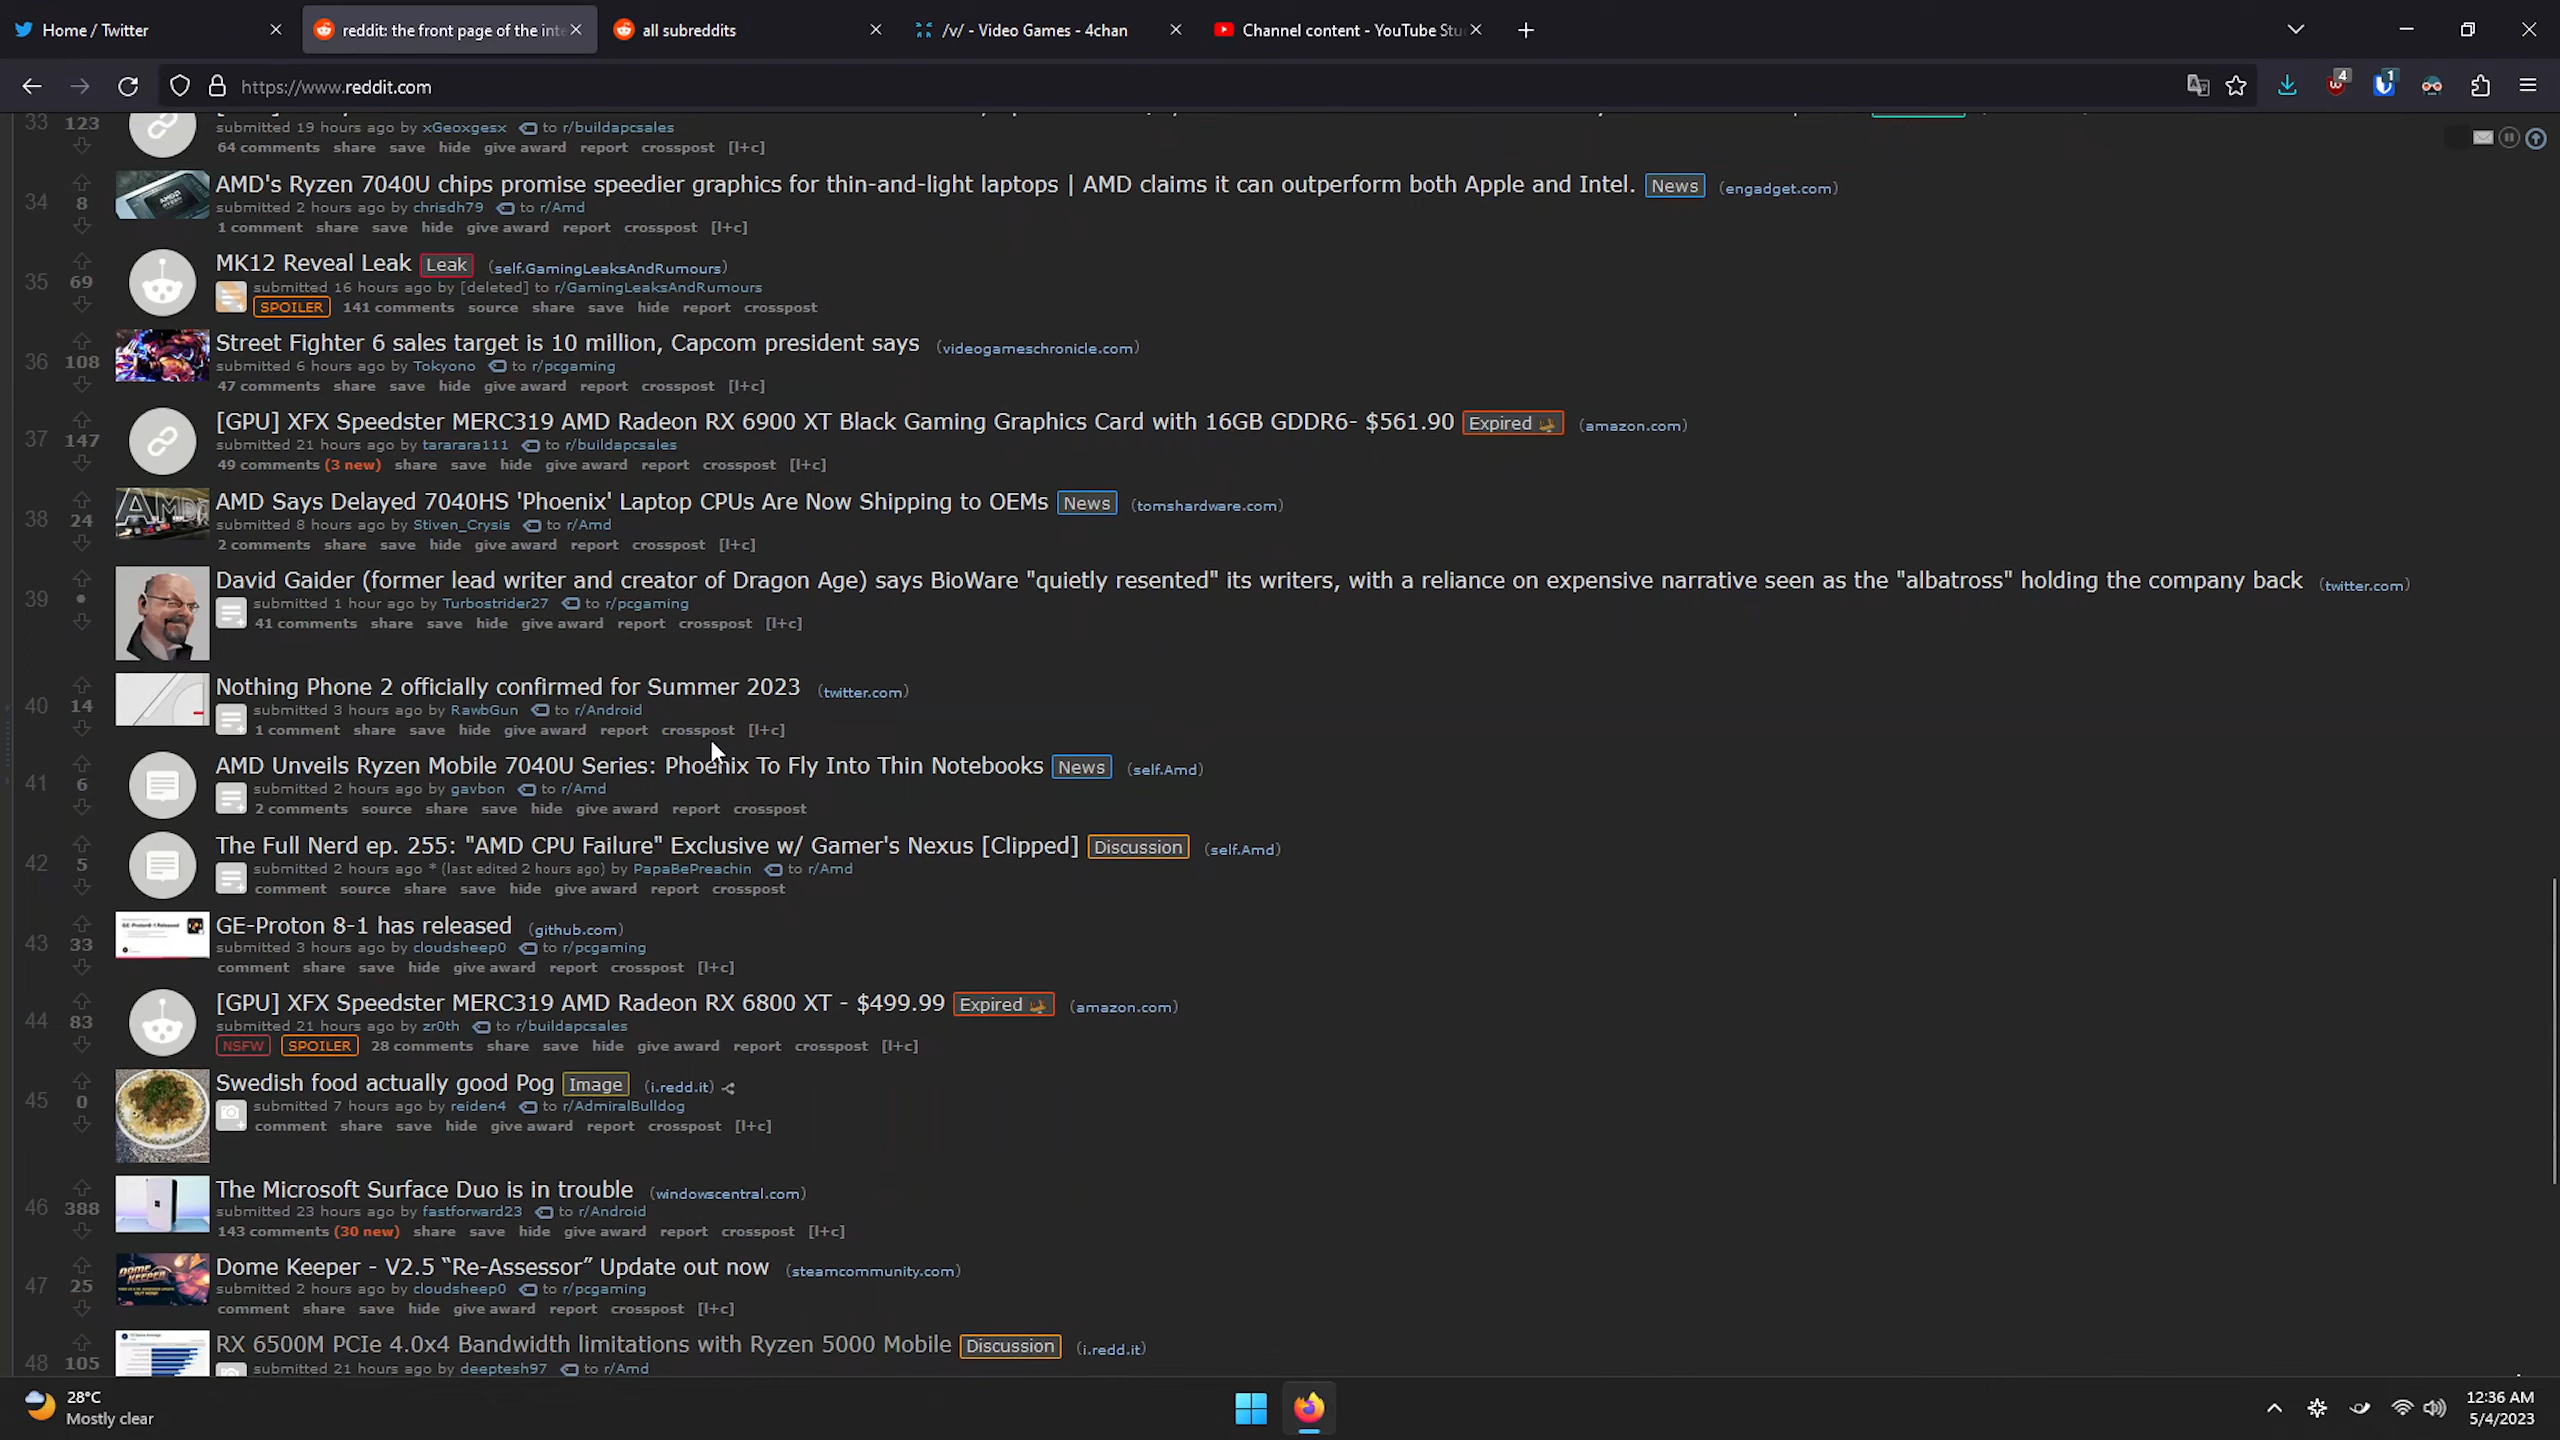 Home / Twitter
reddit: the front page of the inte
all subreddits
/v/ - Video Games - 4chan
Channel content - YouTube Stu
https://www.reddit.com
4
1
33 123
submitted 19 hours ago by xGeoxgesx to r/buildapcsales
64 comments share save hide give award report crosspost [l+c]
34 8
AMD's Ryzen 7040U chips promise speedier graphics for thin-and-light laptops | AMD claims it can outperform both Apple and Intel. News (engadget.com)
submitted 2 hours ago by chrisdh79 to r/Amd
1 comment share save hide give award report crosspost [l+c]
35 69
MK12 Reveal Leak Leak (self.GamingLeaksAndRumours)
submitted 16 hours ago by [deleted] to r/GamingLeaksAndRumours
SPOILER 141 comments source share save hide report crosspost
36 108
Street Fighter 6 sales target is 10 million, Capcom president says (videogameschronicle.com)
submitted 6 hours ago by Tokyono to r/pcgaming
47 comments share save hide give award report crosspost [l+c]
37 147
[GPU] XFX Speedster MERC319 AMD Radeon RX 6900 XT Black Gaming Graphics Card with 16GB GDDR6- $561.90 Expired (amazon.com)
submitted 21 hours ago by tararara111 to r/buildapcsales
49 comments (3 new) share save hide give award report crosspost [l+c]
38 24
AMD Says Delayed 7040HS 'Phoenix' Laptop CPUs Are Now Shipping to OEMs News (tomshardware.com)
submitted 8 hours ago by Stiven_Crysis to r/Amd
2 comments share save hide give award report crosspost [l+c]
39 •
David Gaider (former lead writer and creator of Dragon Age) says BioWare "quietly resented" its writers, with a reliance on expensive narrative seen as the "albatross" holding the company back (twitter.com)
submitted 1 hour ago by Turbostrider27 to r/pcgaming
41 comments share save hide give award report crosspost [l+c]
40 14
Nothing Phone 2 officially confirmed for Summer 2023 (twitter.com)
submitted 3 hours ago by RawbGun to r/Android
1 comment share save hide give award report crosspost [l+c]
41 6
AMD Unveils Ryzen Mobile 7040U Series: Phoenix To Fly Into Thin Notebooks News (self.Amd)
submitted 2 hours ago by gavbon to r/Amd
2 comments source share save hide give award report crosspost
42 5
The Full Nerd ep. 255: "AMD CPU Failure" Exclusive w/ Gamer's Nexus [Clipped] Discussion (self.Amd)
submitted 2 hours ago * (last edited 2 hours ago) by PapaBePreachin to r/Amd
comment source share save hide give award report crosspost
43 33
GE-Proton 8-1 has released (github.com)
submitted 3 hours ago by cloudsheep0 to r/pcgaming
comment share save hide give award report crosspost [l+c]
44 83
[GPU] XFX Speedster MERC319 AMD Radeon RX 6800 XT - $499.99 Expired (amazon.com)
submitted 21 hours ago by zr0th to r/buildapcsales
NSFW SPOILER 28 comments share save hide give award report crosspost [l+c]
45 0
Swedish food actually good Pog Image (i.redd.it)
submitted 7 hours ago by reiden4 to r/AdmiralBulldog
comment share save hide give award report crosspost [l+c]
46 388
The Microsoft Surface Duo is in trouble (windowscentral.com)
submitted 23 hours ago by fastforward23 to r/Android
143 comments (30 new) share save hide give award report crosspost [l+c]
47 25
Dome Keeper - V2.5 “Re-Assessor” Update out now (steamcommunity.com)
submitted 2 hours ago by cloudsheep0 to r/pcgaming
comment share save hide give award report crosspost [l+c]
48 105
RX 6500M PCIe 4.0x4 Bandwidth limitations with Ryzen 5000 Mobile Discussion (i.redd.it)
submitted 21 hours ago by deeptesh97 to r/Amd
28°C
Mostly clear
12:36 AM
5/4/2023